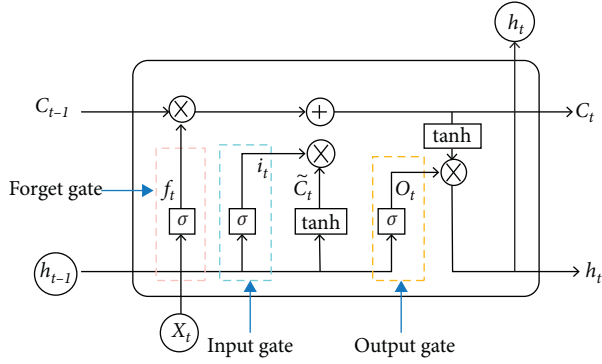 h_t
C_{t-1}
×
+
C_t
tanh
i_t
×
×
Forget gate
f_t
C̃_t
O_t
σ
σ
tanh
σ
h_{t-1}
h_t
X_t
Input gate
Output gate